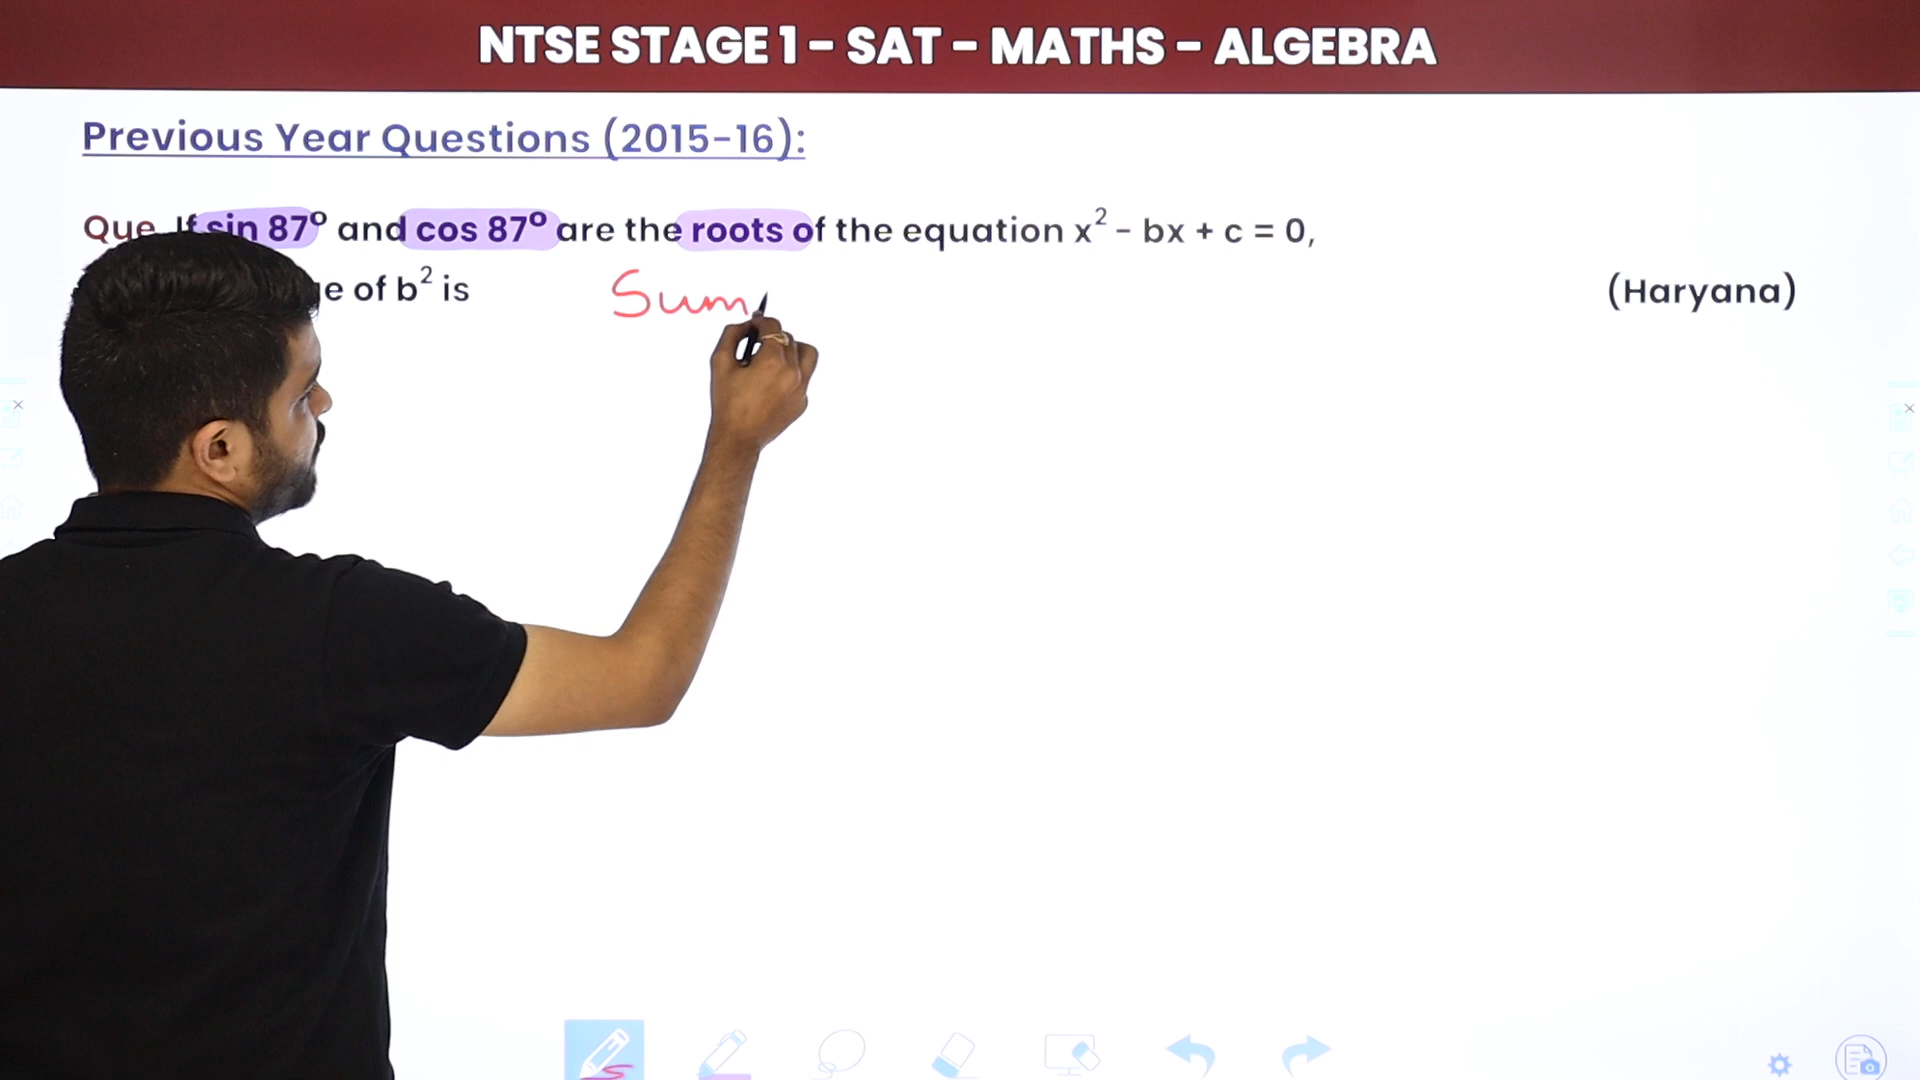 NTSE STAGE 1 - SAT - MATHS - ALGEBRA
Previous Year Questions (2015-16):
Que. If sin 87° and cos 87° are the roots of the equation x² - bx + c = 0,
of b² is
(Haryana)
Sum